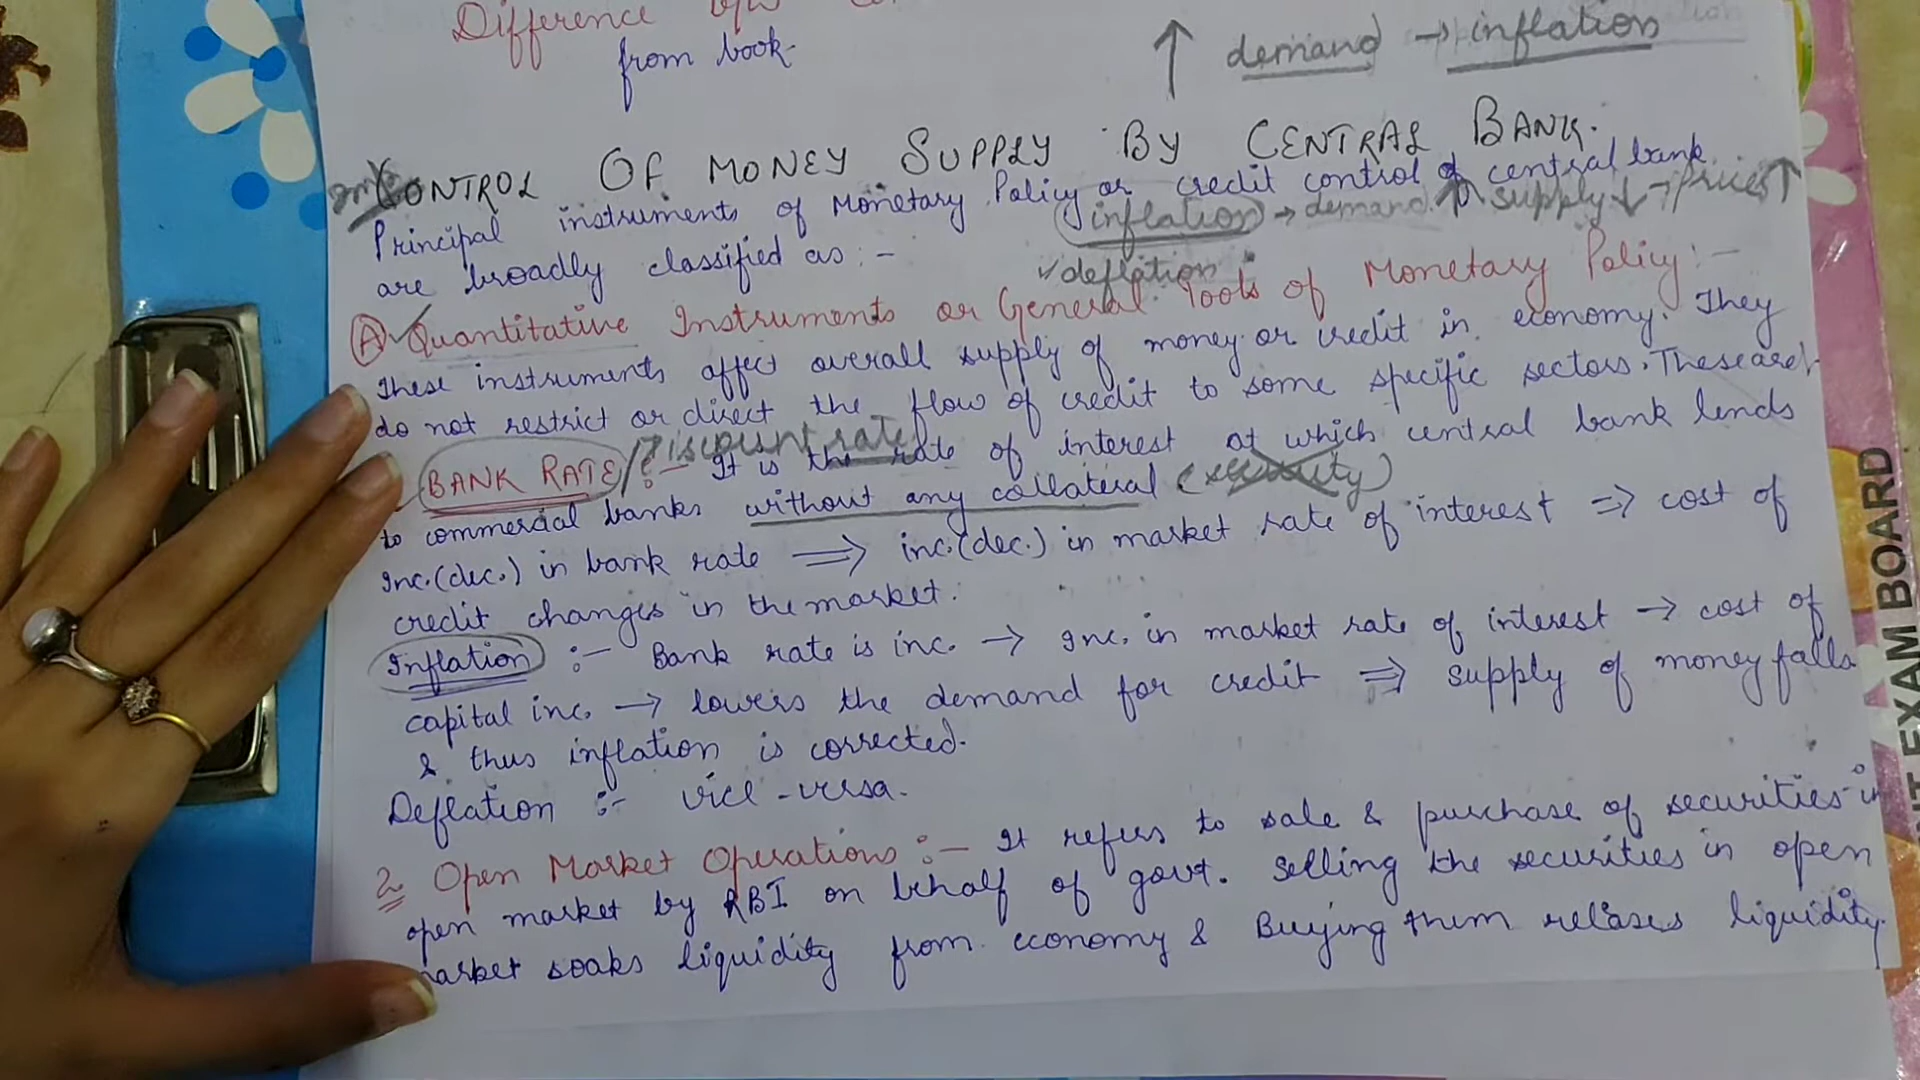 Difference b/w
from book-
↑ demand → inflation
CONTROL OF MONEY SUPPLY BY CENTRAL BANK.
Principal instruments of Monetary Policy or credit control of central bank
inflation → demand ↑ supply ↓ → Prices ↑
are broadly classified as :-
✓deflation
A ✓Quantitative Instruments or General Tools of Monetary Policy :-
These instruments affect overall supply of money or credit in economy. They
do not restrict or direct the flow of credit to some specific sectors. These are :-
BANK RATE/Discount rate :- It is the rate of interest at which central bank lends
to commercial banks without any collateral (security)
Inc.(dec.) in bank rate ⇒ inc.(dec.) in market rate of interest ⇒ cost of
credit changes in the market.
Inflation :- Bank rate is inc. → Inc. in market rate of interest → cost of
capital inc. → lowers the demand for credit ⇒ supply of money falls
& thus inflation is corrected.
Deflation :- vice-versa.
2. Open Market Operations :- It refers to sale & purchase of securities in
open market by RBI on behalf of govt. Selling the securities in open
market soaks liquidity from economy & Buying them releases liquidity.
EXAM BOARD